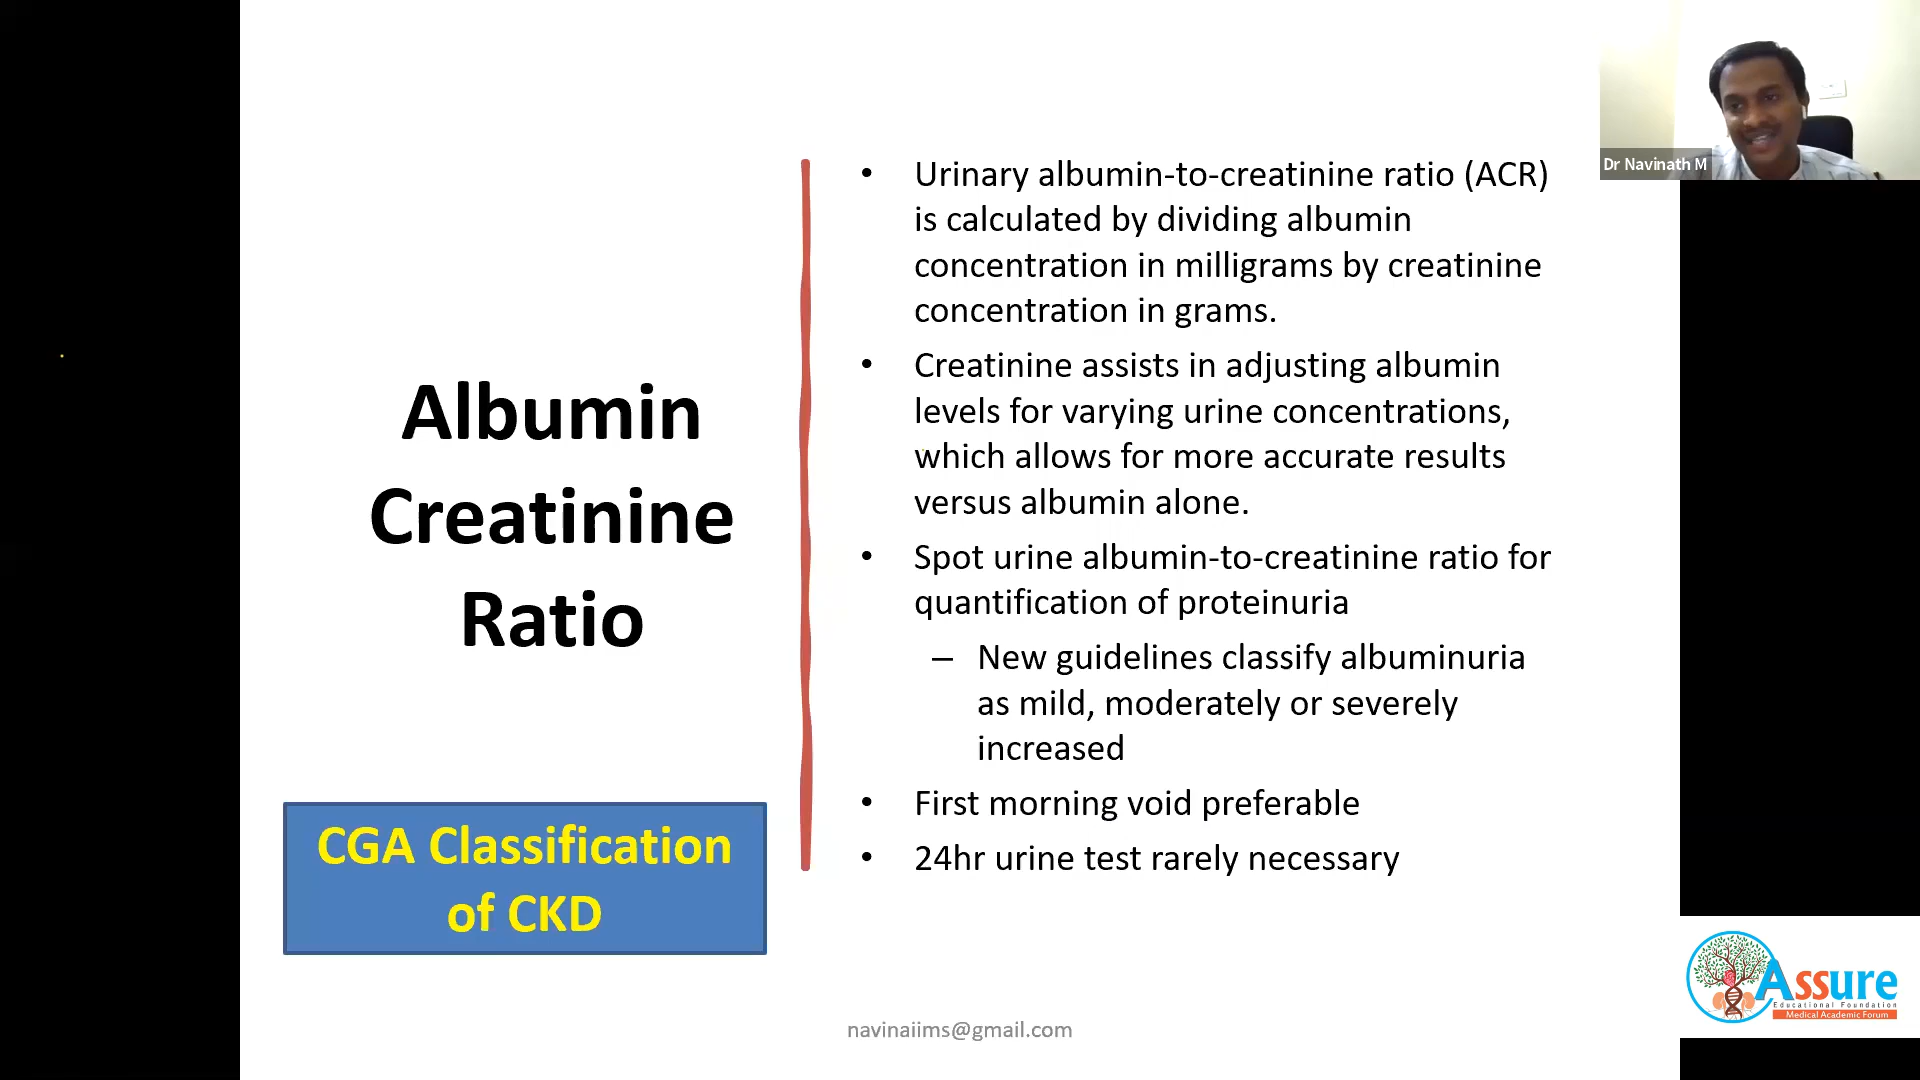 Dr Navinath M
Albumin
Creatinine
Ratio
CGA Classification
of CKD
• Urinary albumin-to-creatinine ratio (ACR)
is calculated by dividing albumin
concentration in milligrams by creatinine
concentration in grams.
• Creatinine assists in adjusting albumin
levels for varying urine concentrations,
which allows for more accurate results
versus albumin alone.
• Spot urine albumin-to-creatinine ratio for
quantification of proteinuria
– New guidelines classify albuminuria
as mild, moderately or severely
increased
• First morning void preferable
• 24hr urine test rarely necessary
navinaiims@gmail.com
Assure
Educational Foundation
Medical Academic Forum